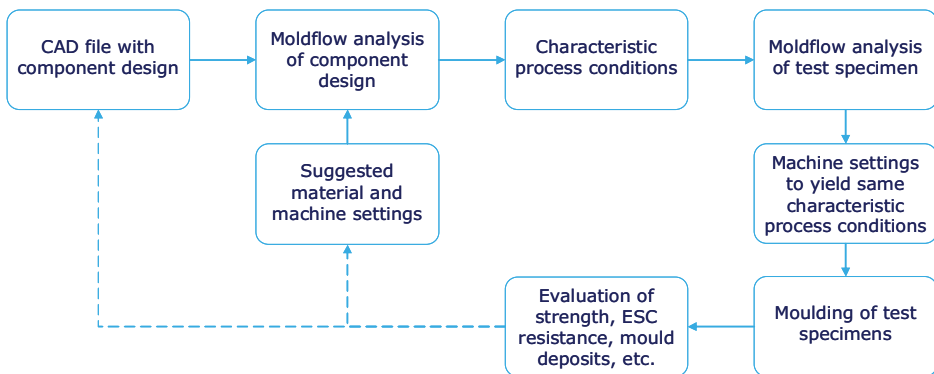 CAD file with
component design
Moldflow analysis
of component
design
Characteristic
process conditions
Moldflow analysis
of test specimen
Suggested
material and
machine settings
Machine settings
to yield same
characteristic
process conditions
Evaluation of
strength, ESC
resistance, mould
deposits, etc.
Moulding of test
specimens